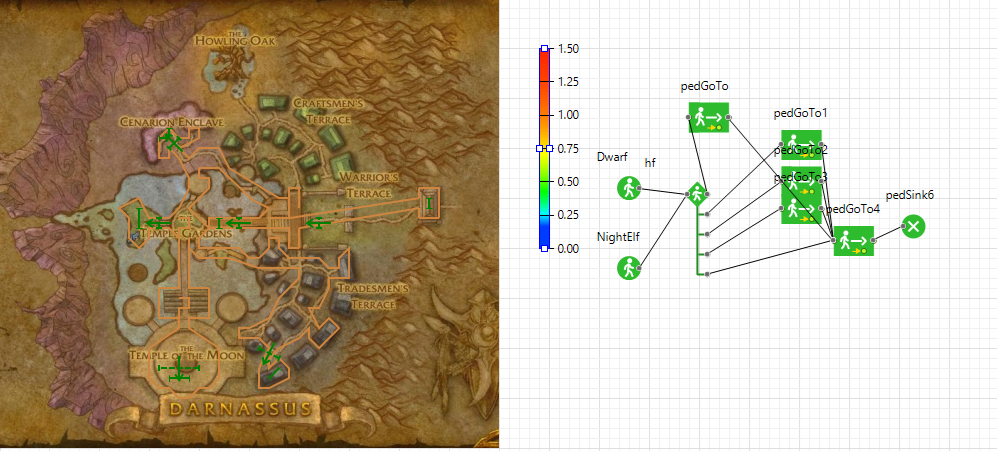 THE
HOWLING OAK
CRAFTSMEN'S
TERRACE
CENARION ENCLAVE
WARRIOR'S
TERRACE
THE
TEMPLE GARDENS
TRADESMEN'S
TERRACE
THE
TEMPLE OF THE MOON
DARNASSUS
1.50
1.25
1.00
0.75
0.50
0.25
0.00
pedGoTo
pedGoTo1
pedGoTo2
Dwarf
hf
pedGoTo3
pedSink6
pedGoTo4
NightElf